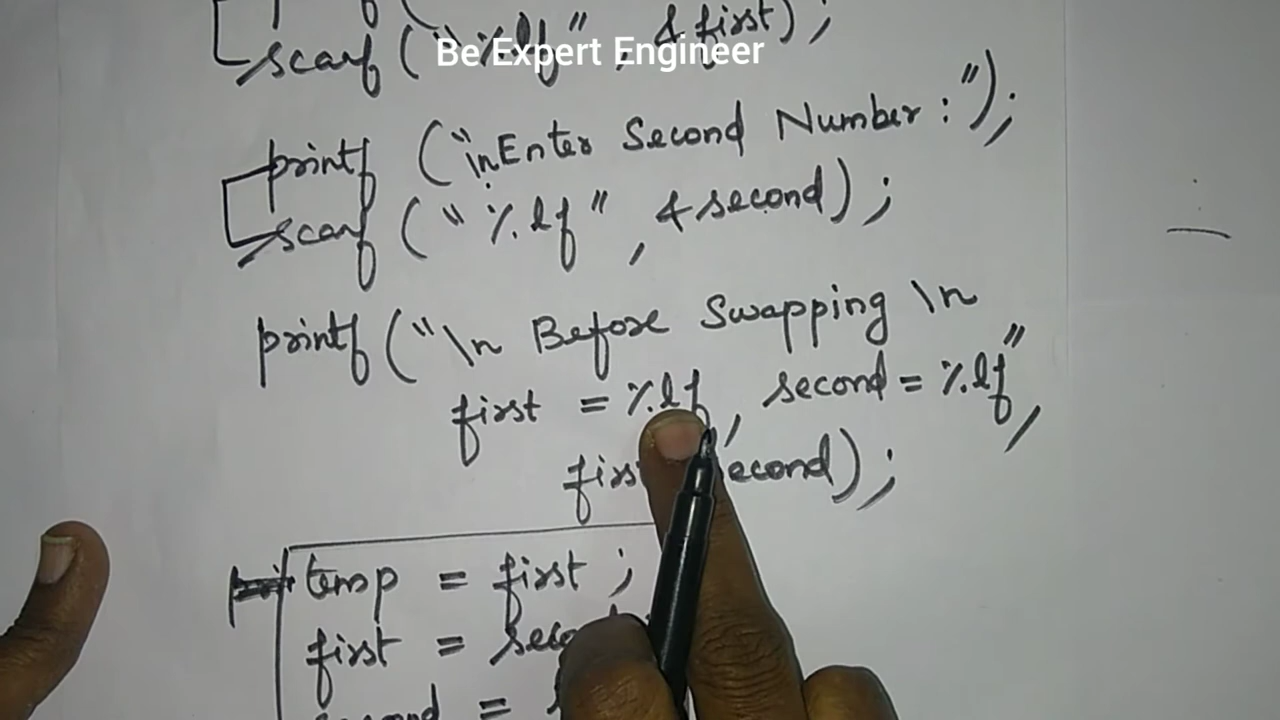 scanf ("%lf", &first);
Be Expert Engineer
printf ("\nEnter Second Number :");
scanf ("%lf", &second);
printf ("\n Before Swapping \n
first = %lf, second = %lf",
second);
temp = first ;
first =
second =